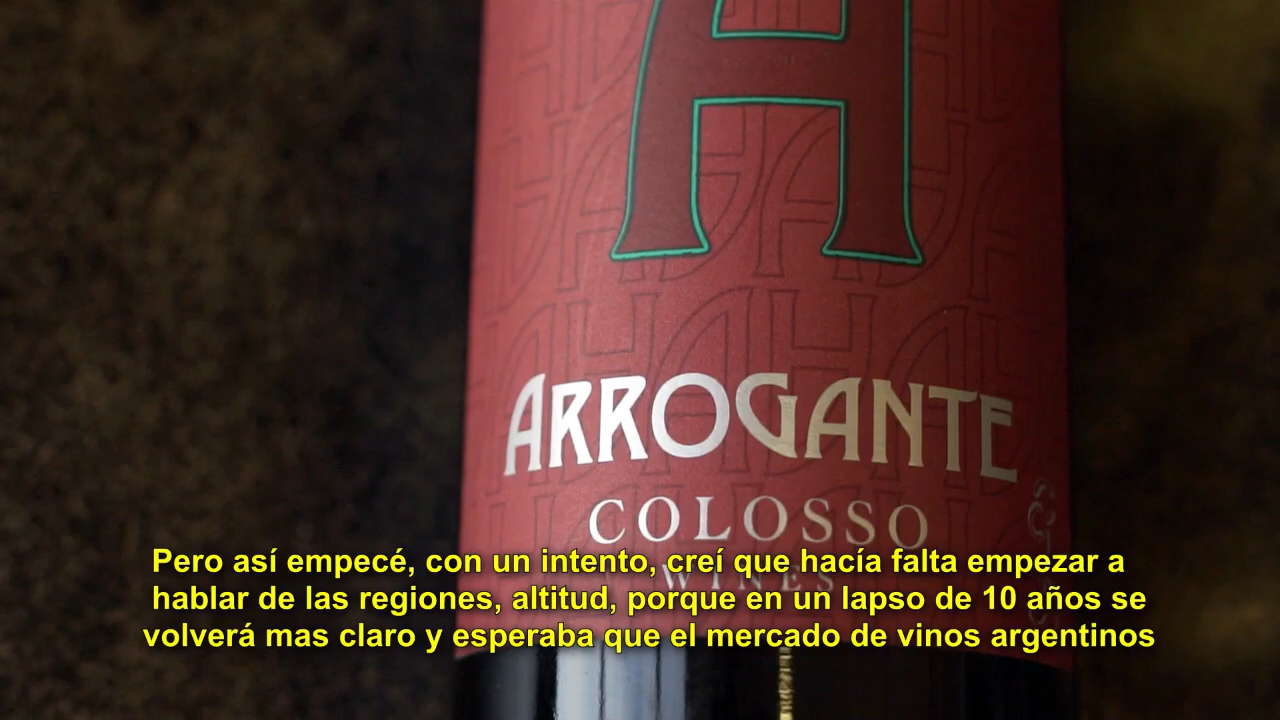 A
ARROGANTE
COLOSSO
WINES
Pero así empecé, con un intento, creí que hacía falta empezar a
hablar de las regiones, altitud, porque en un lapso de 10 años se
volverá mas claro y esperaba que el mercado de vinos argentinos